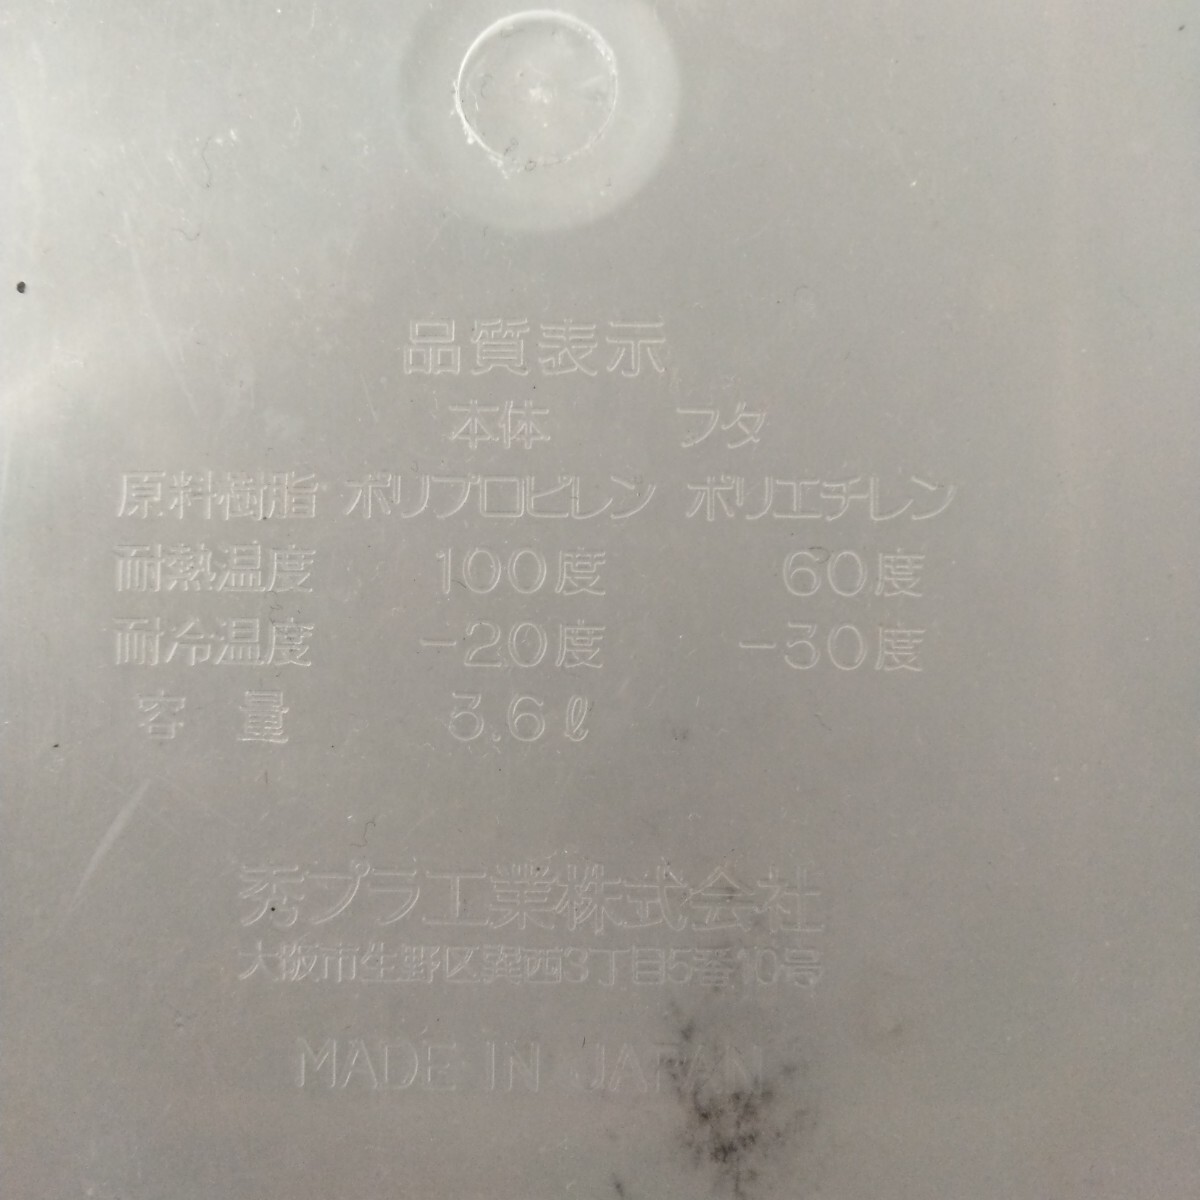 品質表示
本体 フタ
原料樹脂 ポリプロピレン ポリエチレン
耐熱温度 100度 60度
耐冷温度 -20度 -30度
容量 3.6ℓ
秀プラ工業株式会社
大阪市生野区巽西3丁目5番10号
MADE IN JAPAN